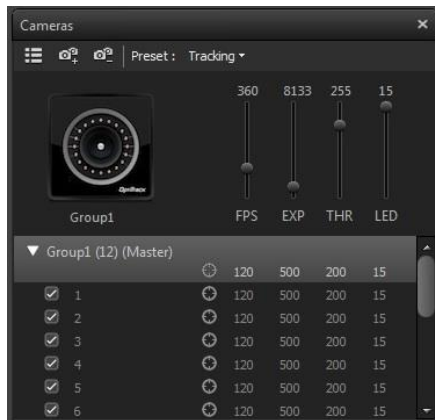 Cameras
Preset : Tracking
360 8133 255 15
OptiTrack
Group1
FPS EXP THR LED
Group1 (12) (Master)
120 500 200 15
1 120 500 200 15
2 120 500 200 15
3 120 500 200 15
4 120 500 200 15
5 120 500 200 15
6 120 500 200 15